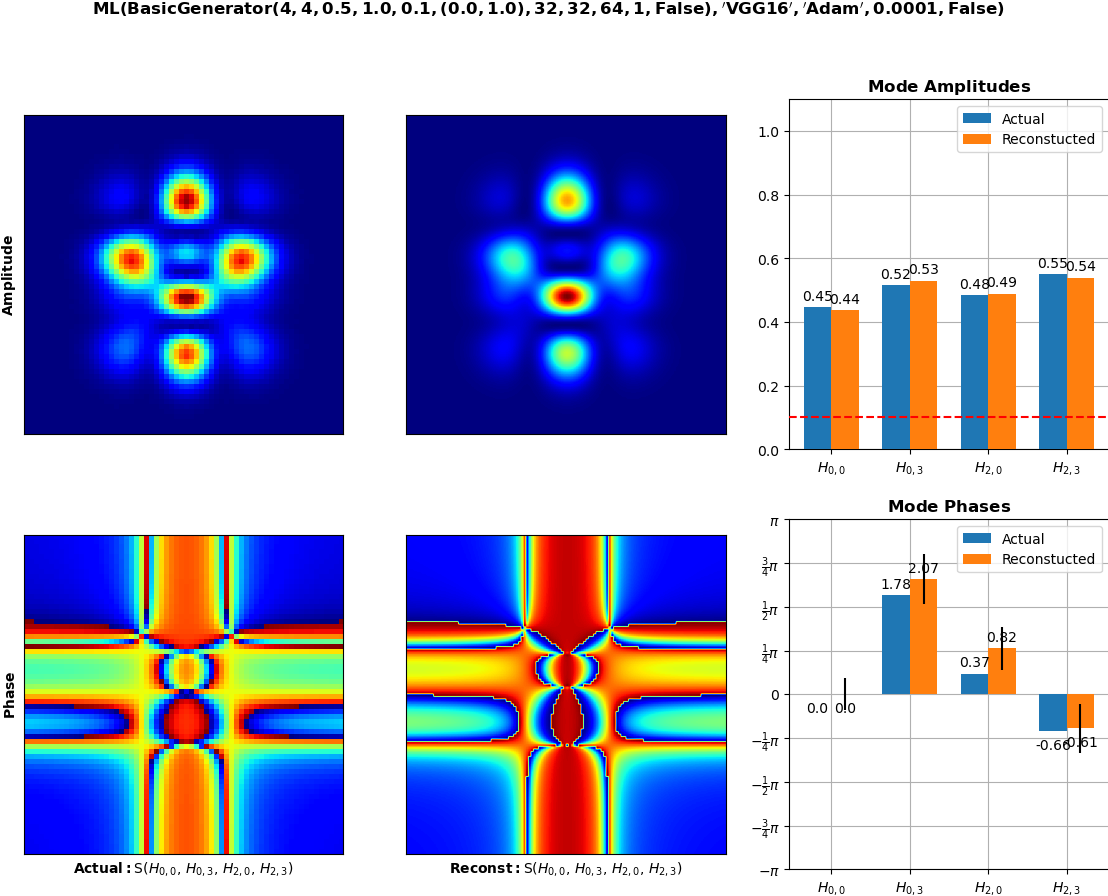 ML(BasicGenerator(4, 4, 0.5, 1.0, 0.1, (0.0, 1.0), 32, 32, 64, 1, False), ′VGG16′, ′Adam′, 0.0001, False)
Amplitude
Mode Amplitudes
Actual
Reconstucted
1.0
0.8
0.6
0.4
0.2
0.0
0.45
0.44
0.52
0.53
0.48
0.49
0.55
0.54
H₀,₀
H₀,₃
H₂,₀
H₂,₃
Phase
Actual: S(H₀,₀, H₀,₃, H₂,₀, H₂,₃)
Reconst: S(H₀,₀, H₀,₃, H₂,₀, H₂,₃)
Mode Phases
Actual
Reconstucted
π
3/4π
1/2π
1/4π
0
−1/4π
−1/2π
−3/4π
−π
0.0
0.0
1.78
2.07
0.37
0.82
-0.66
-0.61
H₀,₀
H₀,₃
H₂,₀
H₂,₃